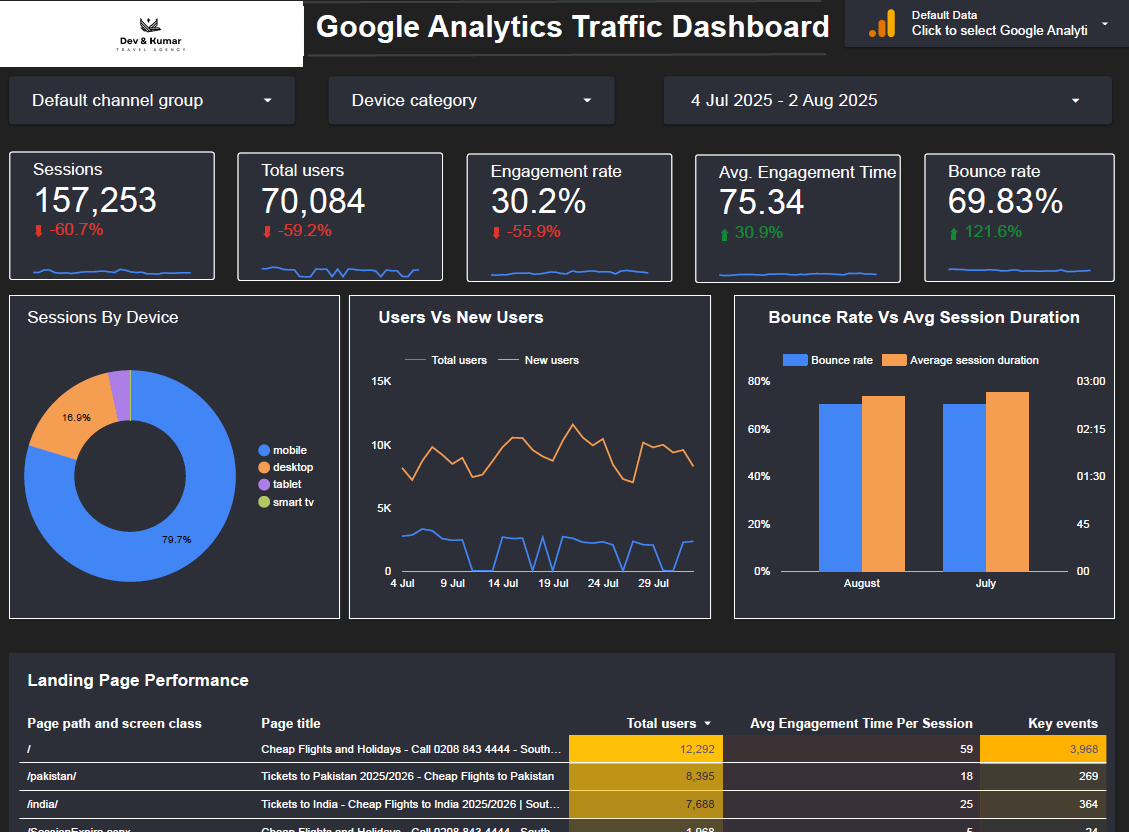 Dev & Kumar
TRAVEL AGENCY
Google Analytics Traffic Dashboard
Default Data
Click to select Google Analyti
Default channel group
Device category
4 Jul 2025 - 2 Aug 2025
Sessions
157,253
-60.7%
Total users
70,084
-59.2%
Engagement rate
30.2%
-55.9%
Avg. Engagement Time
75.34
30.9%
Bounce rate
69.83%
121.6%
Sessions By Device
16.9%
79.7%
mobile
desktop
tablet
smart tv
Users Vs New Users
Total users New users
15K
10K
5K
0
4 Jul 9 Jul 14 Jul 19 Jul 24 Jul 29 Jul
Bounce Rate Vs Avg Session Duration
Bounce rate Average session duration
80% 03:00
60% 02:15
40% 01:30
20% 45
0% 00
August July
Landing Page Performance
Page path and screen class Page title Total users Avg Engagement Time Per Session Key events
/ Cheap Flights and Holidays - Call 0208 843 4444 - South... 12,292 59 3,968
/pakistan/ Tickets to Pakistan 2025/2026 - Cheap Flights to Pakistan 8,395 18 269
/india/ Tickets to India - Cheap Flights to India 2025/2026 | Sout... 7,688 25 364
/SessionExpire.aspx Cheap Flights and Holidays - Call 0208 843 4444 - South... 1,968 5 24